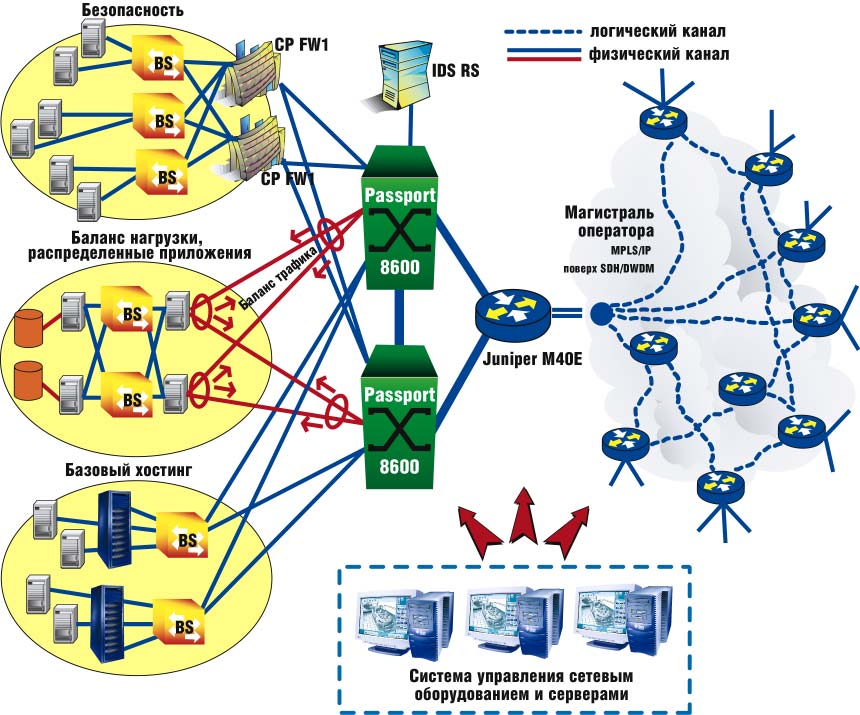 Безопасность
CP FW1
IDS RS
логический канал
физический канал
BS
BS
BS
CP FW1
Passport
8600
Магистраль
оператора
MPLS/IP
поверх SDH/DWDM
Баланс нагрузки,
распределенные приложения
Баланс трафика
BS
BS
Juniper M40E
Passport
8600
Базовый хостинг
BS
BS
Система управления сетевым
оборудованием и серверами